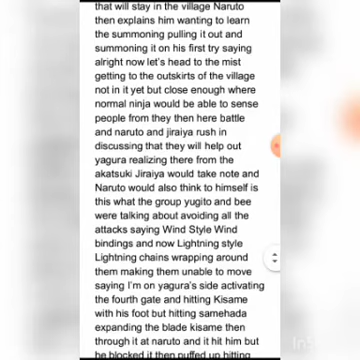 that will stay in the village Naruto
then explains him wanting to learn
the summoning pulling it out and
summoning it on his first try saying
alright now let's head to the mist
getting to the outskirts of the village
not in it yet but close enough where
normal ninja would be able to sense
people from they then here battle
and naruto and jiraiya rush in
discussing that they will help out
yagura realizing there from the
akatsuki Jiraiya would take note and
Naruto would also think to himself is
this what the group yugito and bee
were talking about avoiding all the
attacks saying Wind Style Wind
bindings and now Lightning style
Lightning chains wrapping around
them making them unable to move
saying I'm on yagura's side activating
the fourth gate and hitting Kisame
with his foot but hitting samehada
expanding the blade kisame then
through it at naruto and it hit him but
he blocked it then puffed up hitting